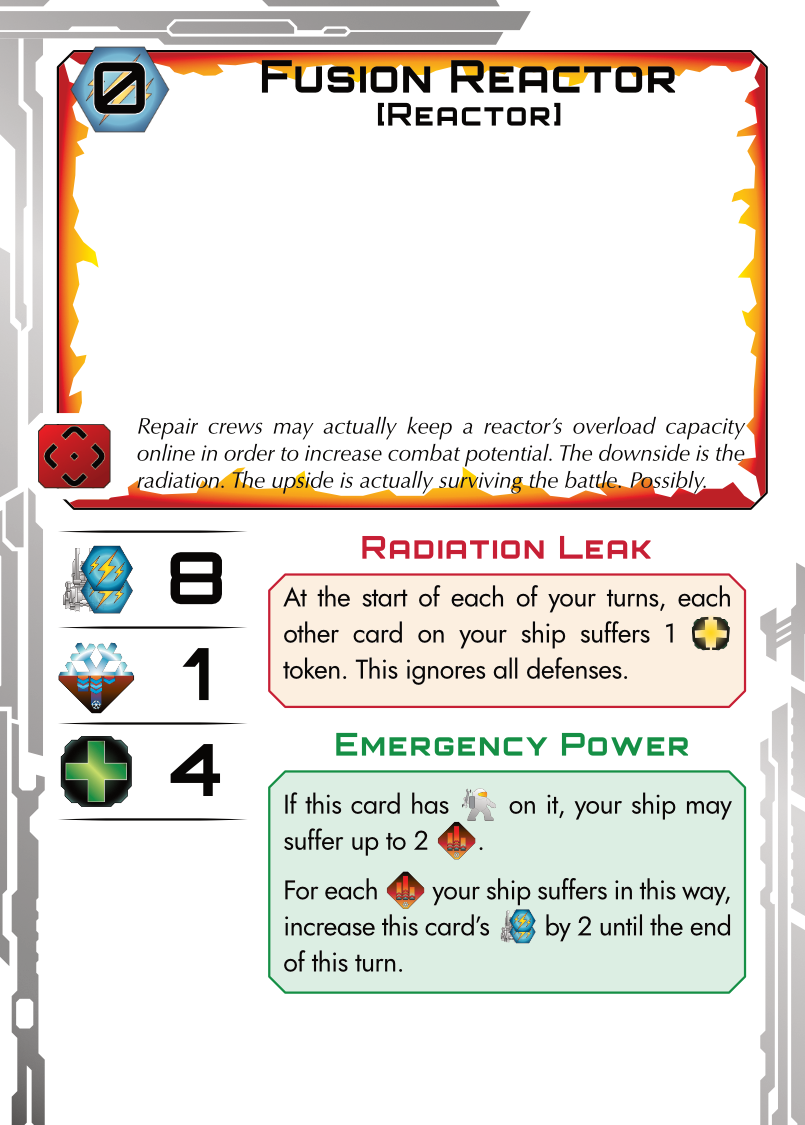 0
Fusion Reactor
[Reactor]
Repair crews may actually keep a reactor's overload capacity
online in order to increase combat potential. The downside is the
radiation. The upside is actually surviving the battle. Possibly.
8
1
4
Radiation Leak
At the start of each of your turns, each
other card on your ship suffers 1
token. This ignores all defenses.
Emergency Power
If this card has on it, your ship may
suffer up to 2 .
For each your ship suffers in this way,
increase this card's by 2 until the end
of this turn.